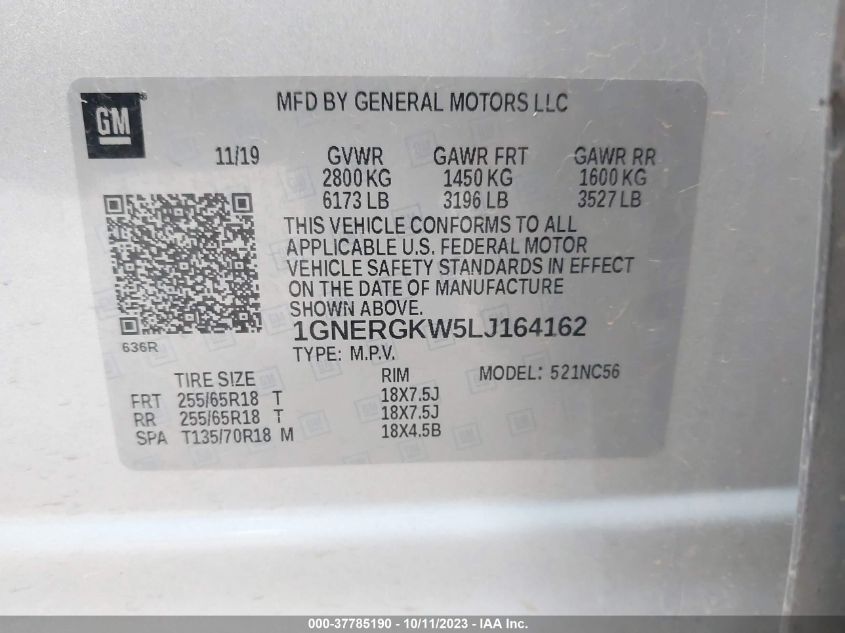 GM
MFD BY GENERAL MOTORS LLC
11/19 GVWR GAWR FRT GAWR RR
2800 KG 1450 KG 1600 KG
6173 LB 3196 LB 3527 LB
THIS VEHICLE CONFORMS TO ALL
APPLICABLE U.S. FEDERAL MOTOR
VEHICLE SAFETY STANDARDS IN EFFECT
ON THE DATE OF MANUFACTURE
SHOWN ABOVE.
1GNERGKW5LJ164162
636R
TYPE: M.P.V.
TIRE SIZE RIM MODEL: 521NC56
FRT 255/65R18 T 18X7.5J
RR 255/65R18 T 18X7.5J
SPA T135/70R18 M 18X4.5B
000-37785190 - 10/11/2023 - IAA Inc.